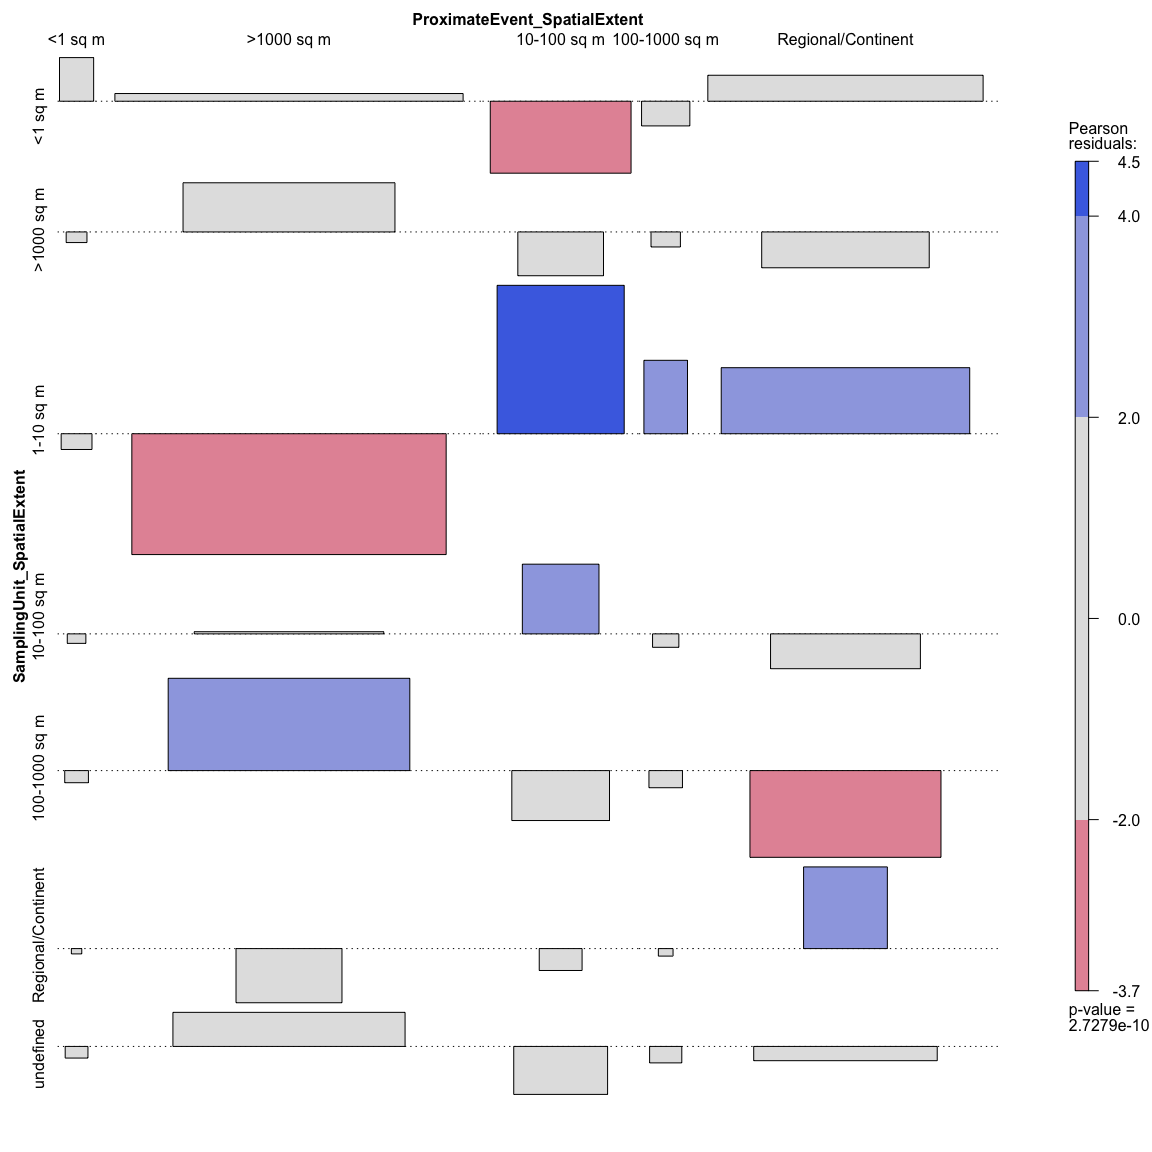 ProximateEvent_SpatialExtent
<1 sq m
>1000 sq m
10-100 sq m
100-1000 sq m
Regional/Continent
SamplingUnit_SpatialExtent
<1 sq m
>1000 sq m
1-10 sq m
10-100 sq m
100-1000 sq m
Regional/Continent
undefined
Pearson
residuals:
4.5
4.0
2.0
0.0
-2.0
-3.7
p-value =
2.7279e-10